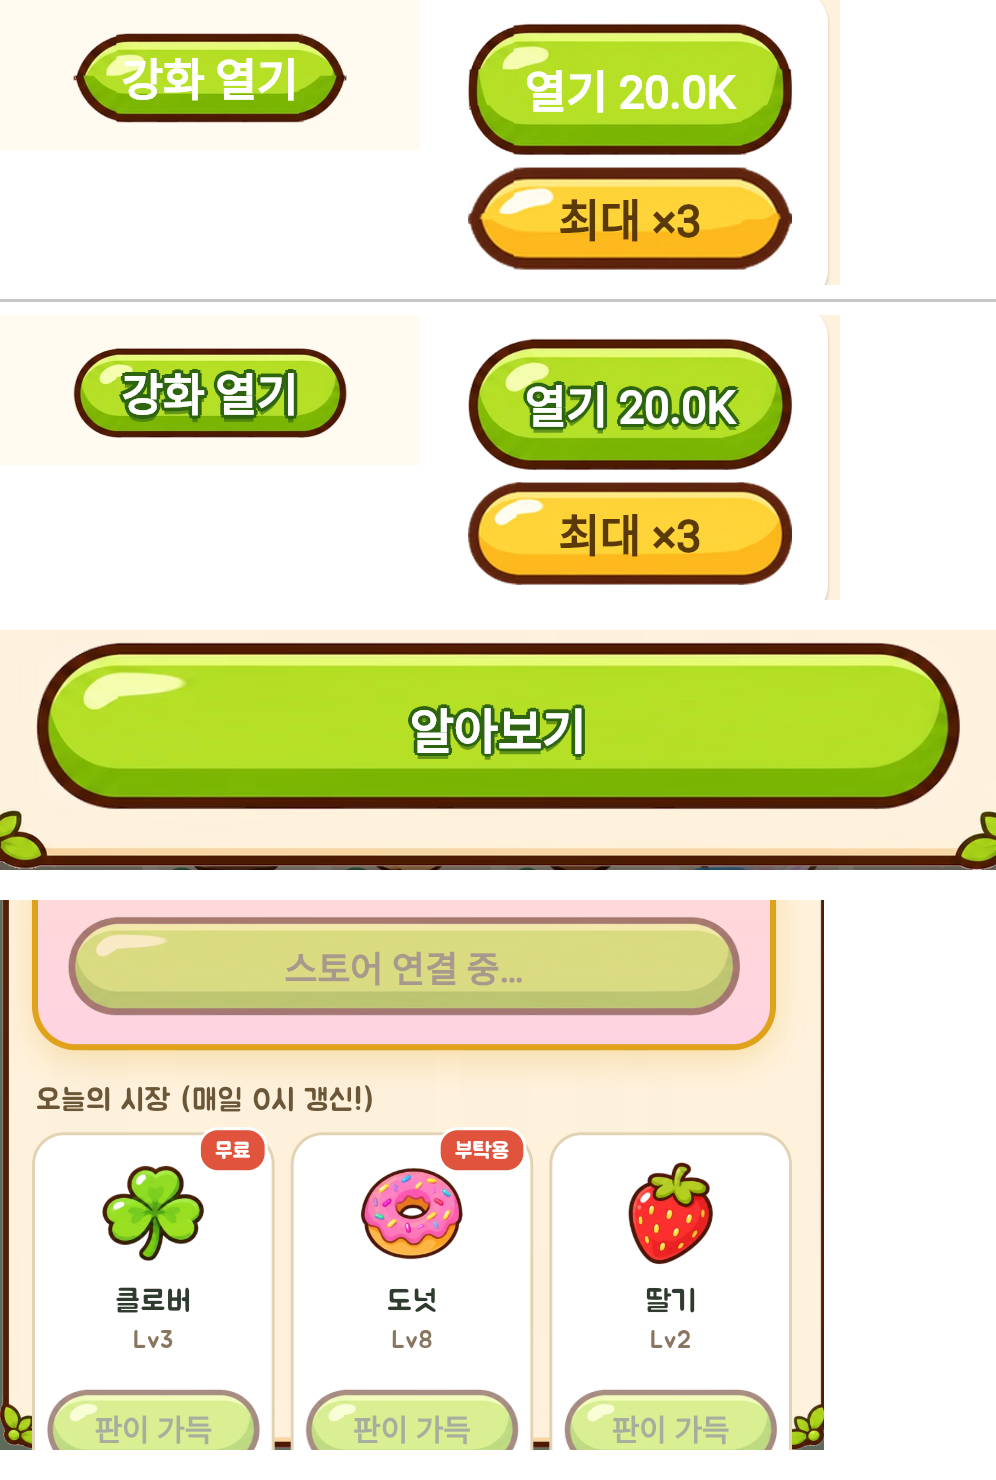 강화 열기
열기 20.0K
최대 ×3
강화 열기
열기 20.0K
최대 ×3
알아보기
스토어 연결 중...
오늘의 시장 (매일 0시 갱신!)
무료
부탁용
클로버
도넛
딸기
Lv3
Lv8
Lv2
판이 가득
판이 가득
판이 가득